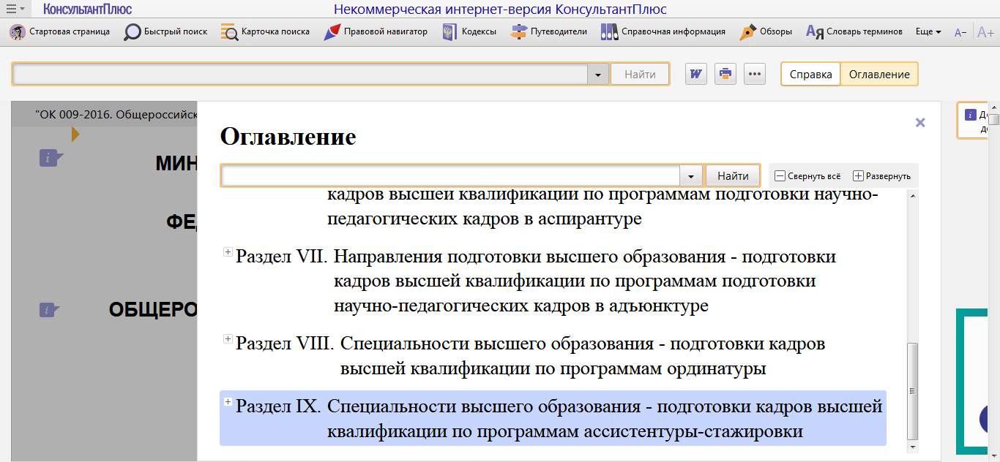 КонсультантПлюс
Некоммерческая интернет-версия КонсультантПлюс
Стартовая страница Быстрый поиск Карточка поиска Правовой навигатор Кодексы Путеводители Справочная информация Обзоры Словарь терминов Еще А− А+
Найти W Справка Оглавление
"ОК 009-2016. Общероссийск
МИН
ФЕД
ОБЩЕРО
Оглавление
Найти Свернуть всё Развернуть
кадров высшей квалификации по программам подготовки научно-
педагогических кадров в аспирантуре
Раздел VII. Направления подготовки высшего образования - подготовки
кадров высшей квалификации по программам подготовки
научно-педагогических кадров в адъюнктуре
Раздел VIII. Специальности высшего образования - подготовки кадров
высшей квалификации по программам ординатуры
Раздел IX. Специальности высшего образования - подготовки кадров высшей
квалификации по программам ассистентуры-стажировки